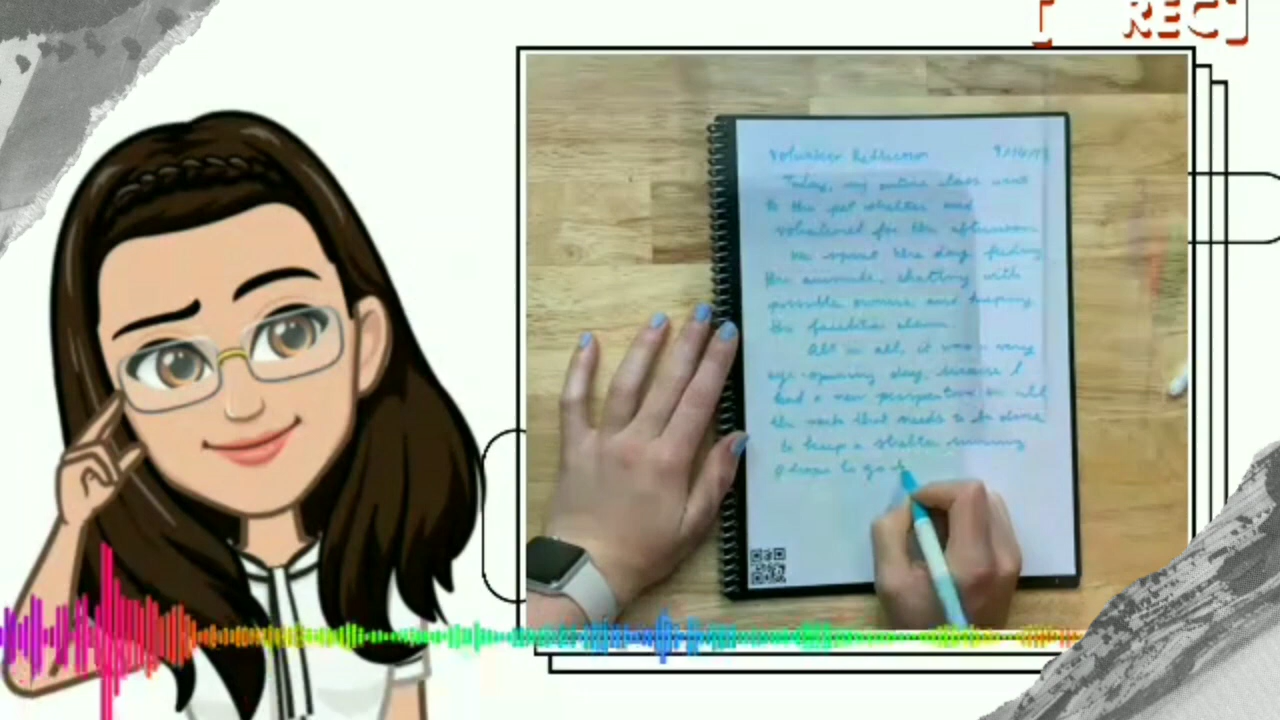 [ REC]
Volunteer Reflection
Today, my entire class went
to the pet shelter and
volunteered for the afternoon
We spent the day feeding
the animals, chatting with
possible owners and keeping
the facilities clean.
All in all, it was a very
eye-opening day, because I
had a new perspective on all
the work that needs to be done
to keep a shelter running
I hope to go b